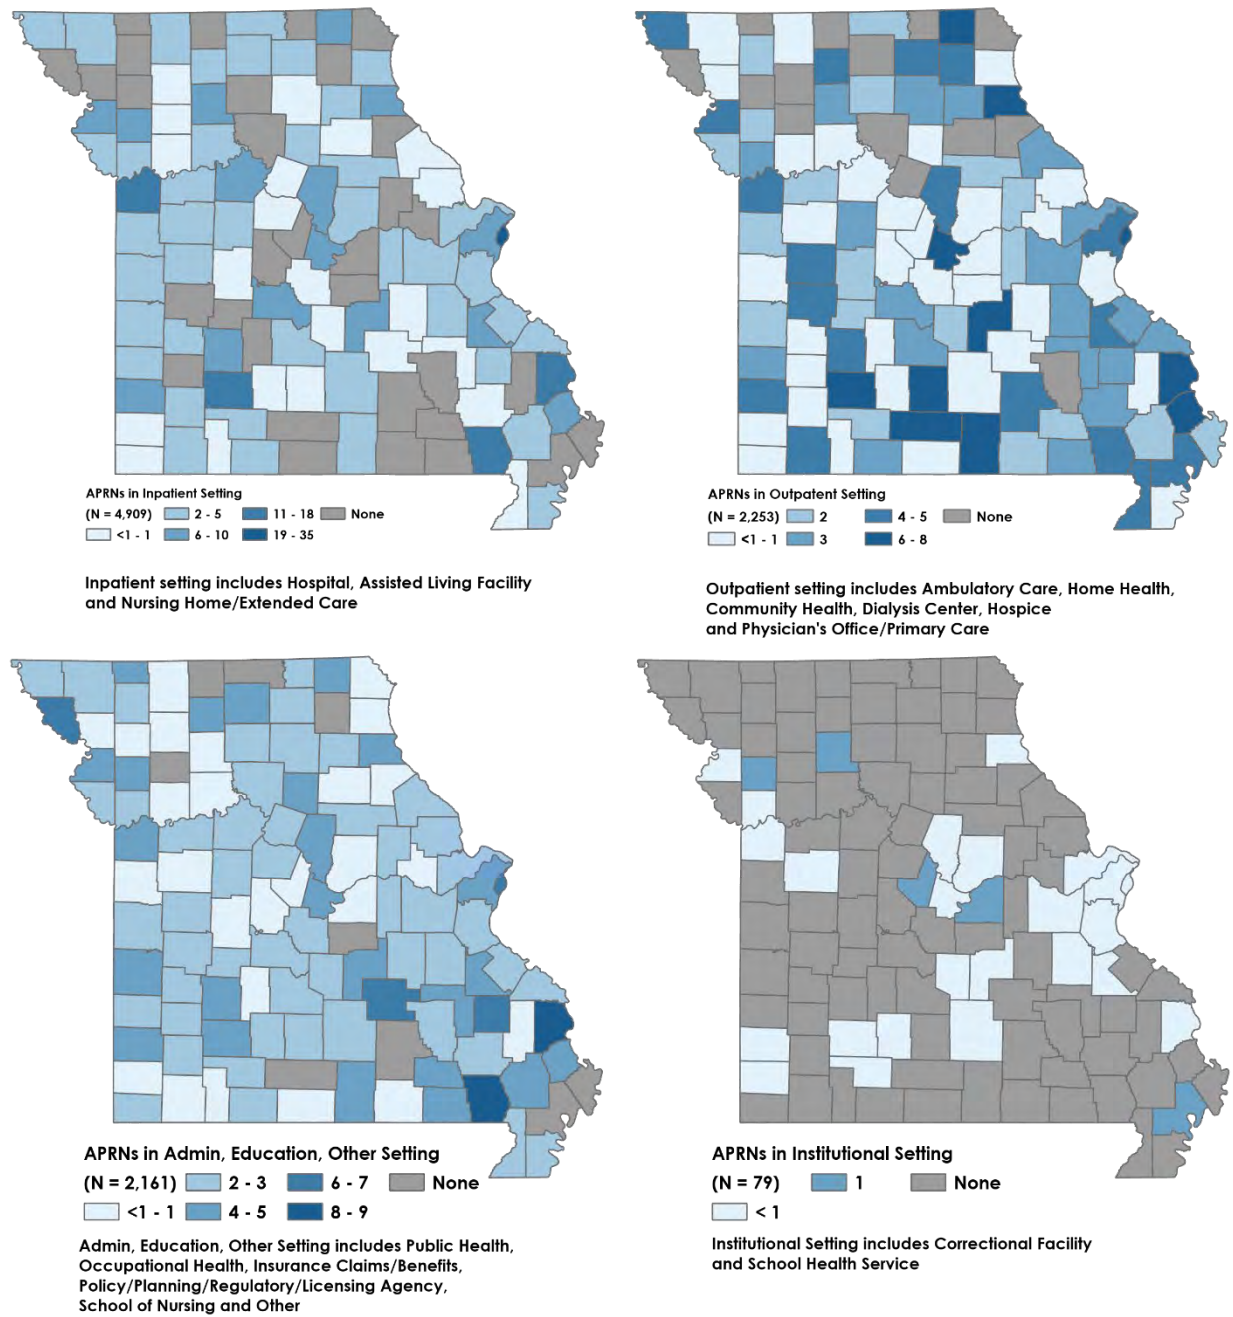 APRNs in Inpatient Setting
(N = 4,909) 2 - 5 11 - 18 None
<1 - 1 6 - 10 19 - 35
Inpatient setting includes Hospital, Assisted Living Facility
and Nursing Home/Extended Care
APRNs in Outpatent Setting
(N = 2,253) 2 4 - 5 None
<1 - 1 3 6 - 8
Outpatient setting includes Ambulatory Care, Home Health,
Community Health, Dialysis Center, Hospice
and Physician's Office/Primary Care
APRNs in Admin, Education, Other Setting
(N = 2,161) 2 - 3 6 - 7 None
<1 - 1 4 - 5 8 - 9
Admin, Education, Other Setting includes Public Health,
Occupational Health, Insurance Claims/Benefits,
Policy/Planning/Regulatory/Licensing Agency,
School of Nursing and Other
APRNs in Institutional Setting
(N = 79) 1 None
< 1
Institutional Setting includes Correctional Facility
and School Health Service